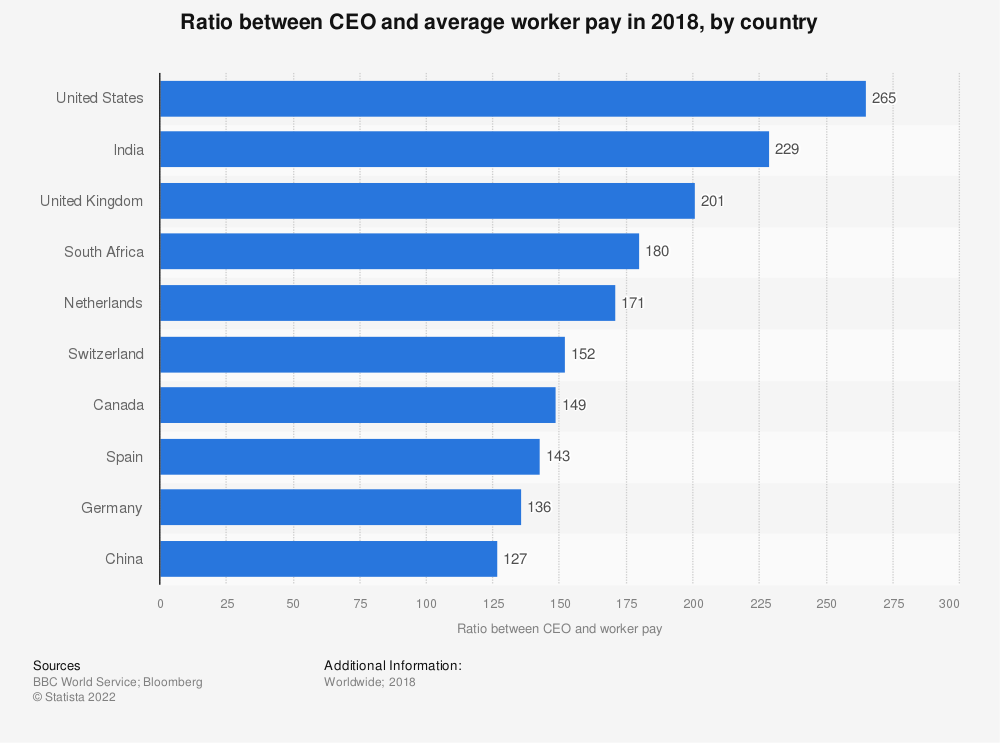 Ratio between CEO and average worker pay in 2018, by country
United States 265
India 229
United Kingdom 201
South Africa 180
Netherlands 171
Switzerland 152
Canada 149
Spain 143
Germany 136
China 127
0 25 50 75 100 125 150 175 200 225 250 275 300
Ratio between CEO and worker pay
Sources
BBC World Service; Bloomberg
© Statista 2022
Additional Information:
Worldwide; 2018